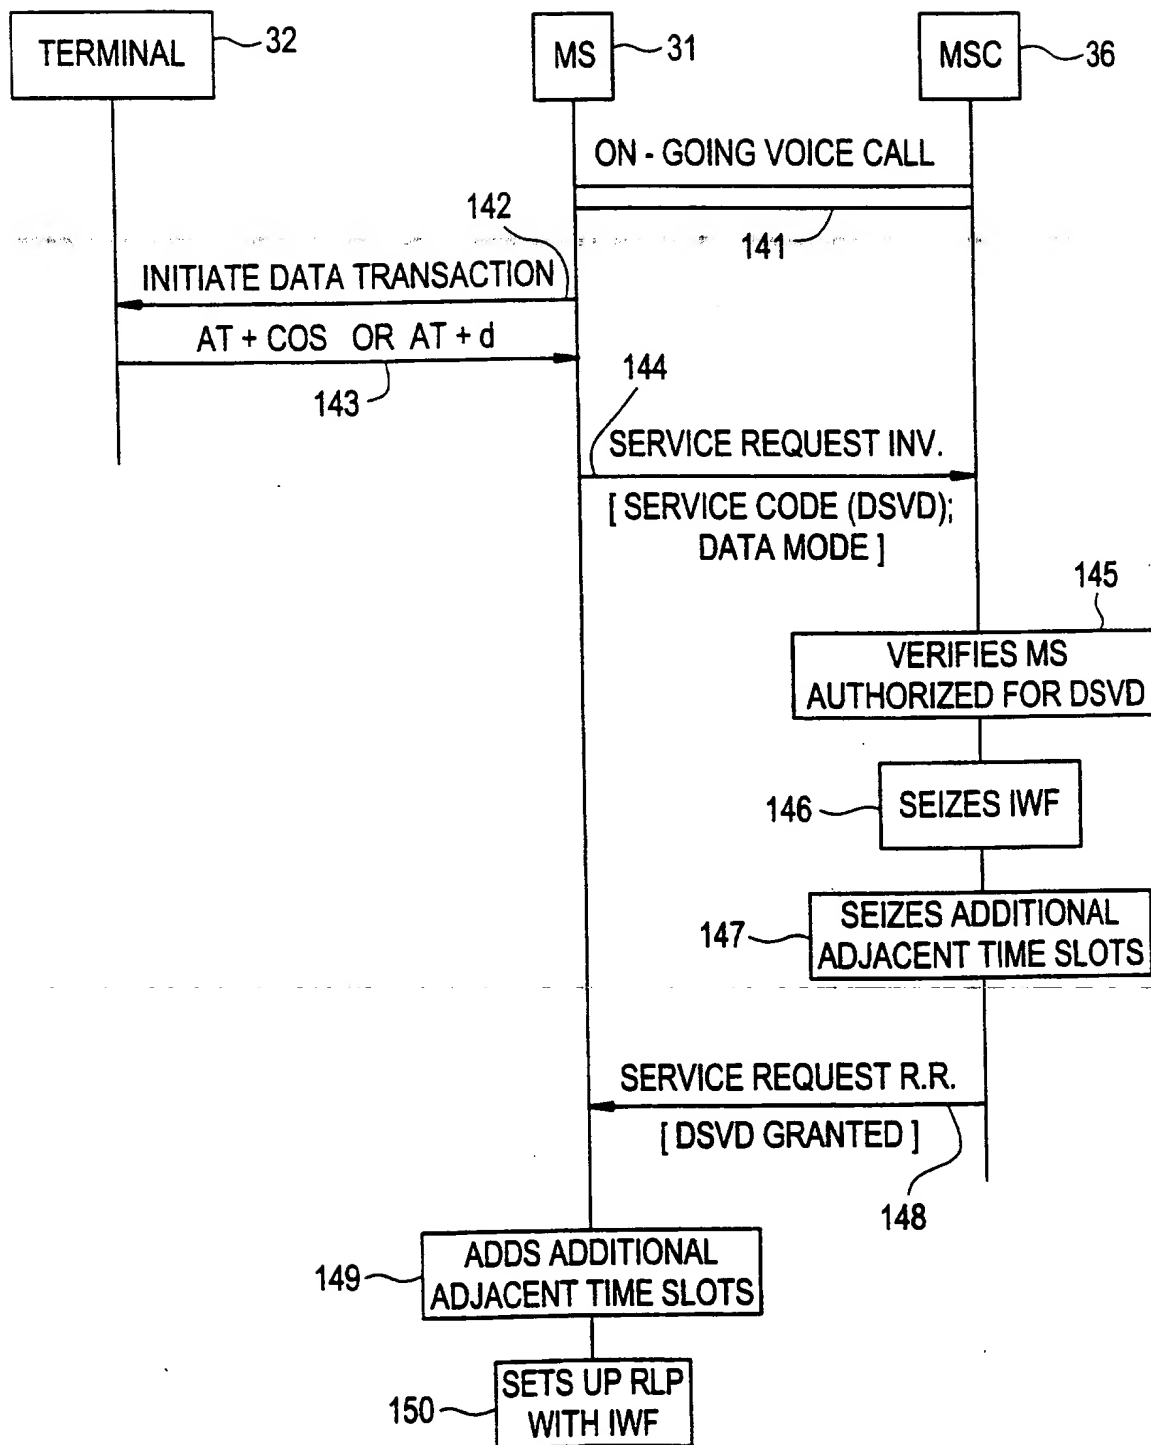 TERMINAL
32
MS
31
MSC
36
ON - GOING VOICE CALL
141
142
INITIATE DATA TRANSACTION
AT + COS OR AT + d
143
144
SERVICE REQUEST INV.
[ SERVICE CODE (DSVD);
DATA MODE ]
145
VERIFIES MS
AUTHORIZED FOR DSVD
146
SEIZES IWF
147
SEIZES ADDITIONAL
ADJACENT TIME SLOTS
SERVICE REQUEST R.R.
[ DSVD GRANTED ]
148
149
ADDS ADDITIONAL
ADJACENT TIME SLOTS
150
SETS UP RLP
WITH IWF